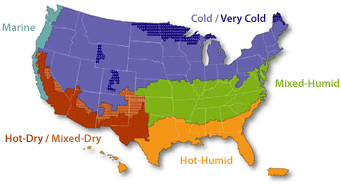 Marine
Cold / Very Cold
Mixed-Humid
Hot-Dry / Mixed-Dry
Hot-Humid